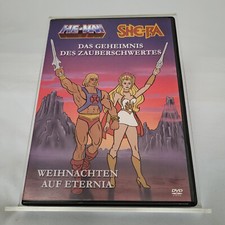 HE-MAN
SHE-RA
DAS GEHEIMNIS
DES ZAUBERSCHWERTES
WEIHNACHTEN
AUF ETERNIA
DVD